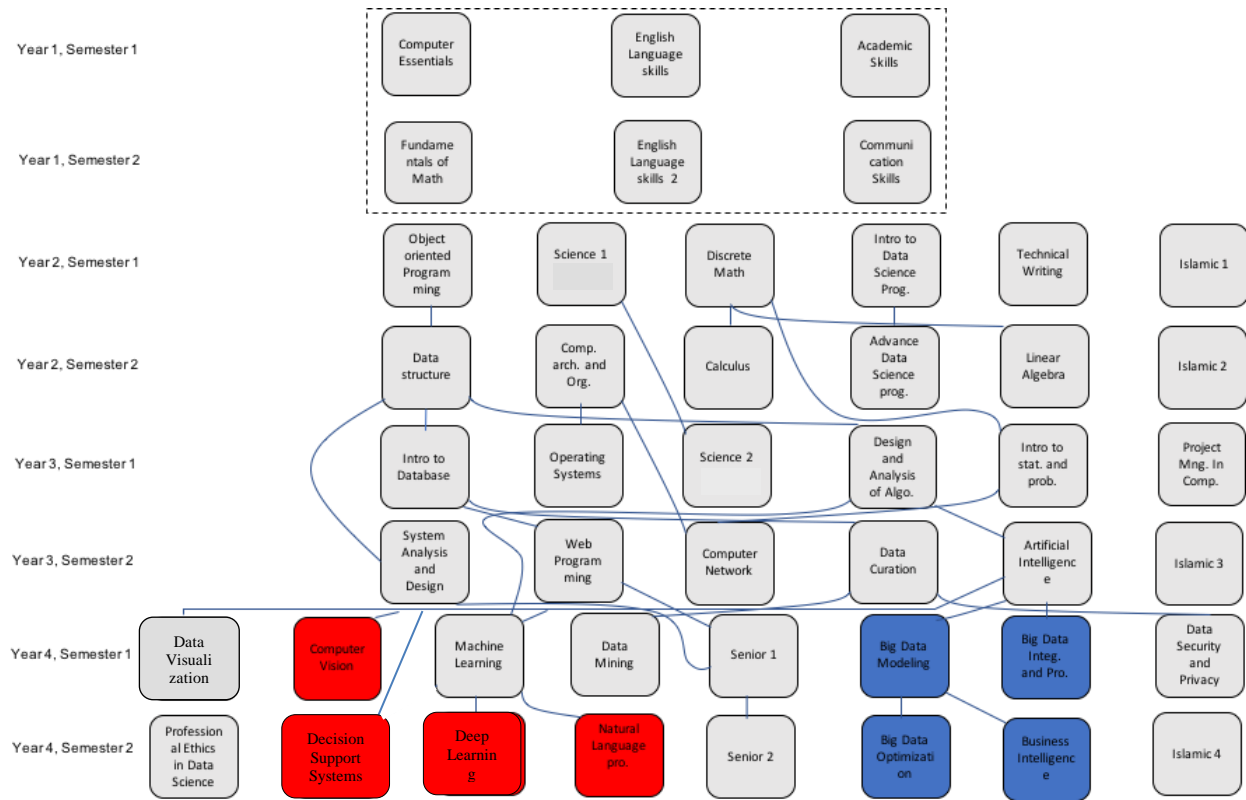 Year 1, Semester 1
Computer
Essentials
English
Language
skills
Academic
Skills
Year 1, Semester 2
Fundame
ntals of
Math
English
Language
skills 2
Communi
cation
Skills
Year 2, Semester 1
Object
oriented
Program
ming
Science 1
Discrete
Math
Intro to
Data
Science
Prog.
Technical
Writing
Islamic 1
Year 2, Semester 2
Data
structure
Comp.
arch. and
Org.
Calculus
Advance
Data
Science
prog.
Linear
Algebra
Islamic 2
Year 3, Semester 1
Intro to
Database
Operating
Systems
Science 2
Design
and
Analysis
of Algo.
Intro to
stat. and
prob.
Project
Mng. In
Comp.
Year 3, Semester 2
System
Analysis
and
Design
Web
Program
ming
Computer
Network
Data
Curation
Artificial
Intelligenc
e
Islamic 3
Year 4, Semester 1
Data
Visuali
zation
Computer
Vision
Machine
Learning
Data
Mining
Senior 1
Big Data
Modeling
Big Data
Integ.
and Pro.
Data
Security
and
Privacy
Year 4, Semester 2
Profession
al Ethics
in Data
Science
Decision
Support
Systems
Deep
Learnin
g
Natural
Language
pro.
Senior 2
Big Data
Optimizati
on
Business
Intelligenc
e
Islamic 4